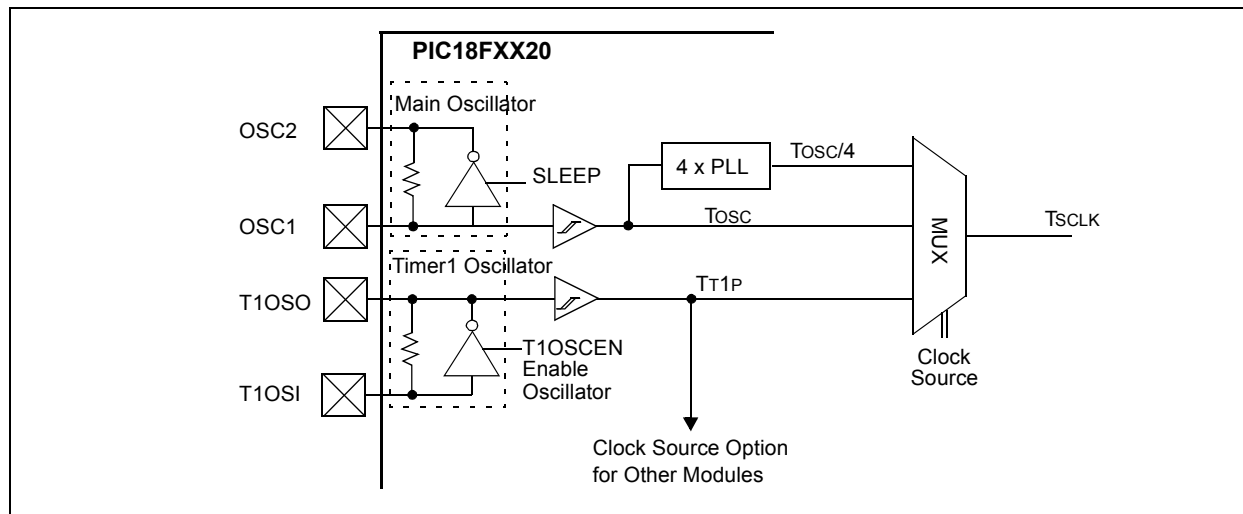 PIC18FXX20
Main Oscillator
OSC2
SLEEP
4 x PLL
TOSC/4
OSC1
TOSC
MUX
TSCLK
Timer1 Oscillator
T1OSO
TT1P
T1OSCEN
Enable
Oscillator
T1OSI
Clock
Source
Clock Source Option
for Other Modules